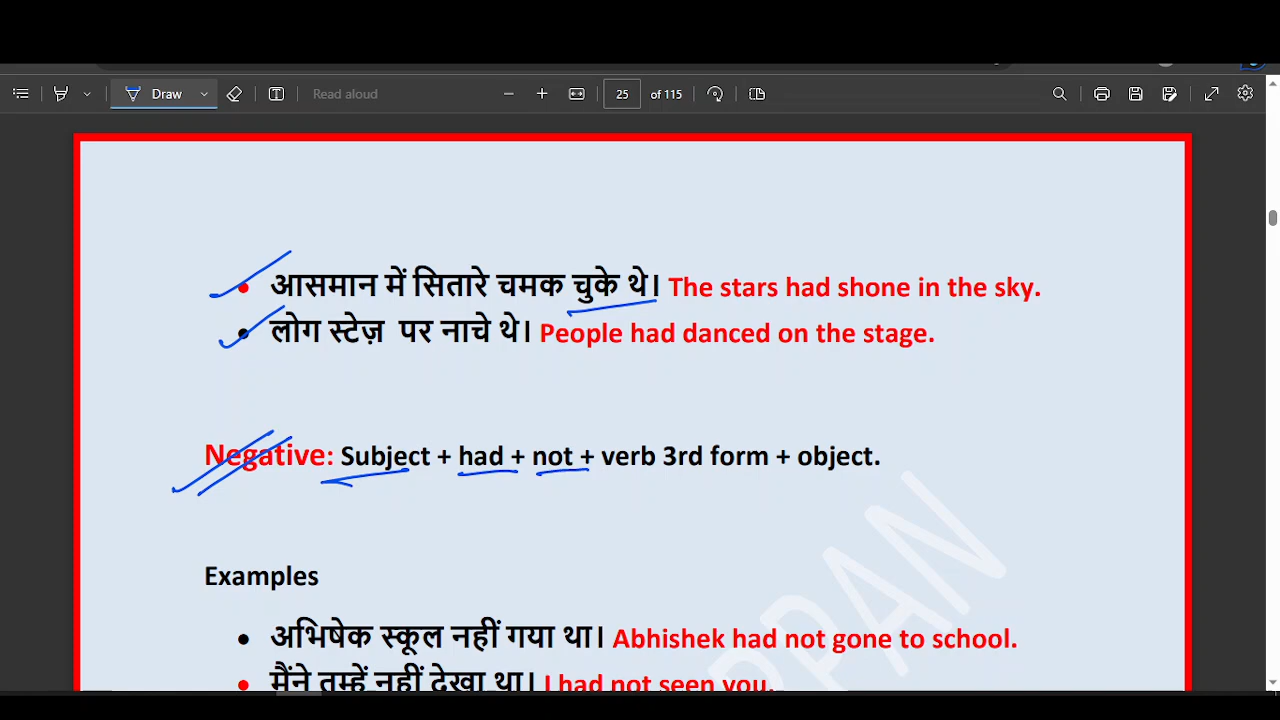 Draw
Read aloud
25 of 115
आसमान में सितारे चमक चुके थे। The stars had shone in the sky.
लोग स्टेज़ पर नाचे थे। People had danced on the stage.
Negative: Subject + had + not + verb 3rd form + object.
Examples
अभिषेक स्कूल नहीं गया था। Abhishek had not gone to school.
मैंने तुम्हें नहीं देखा था। I had not seen you.